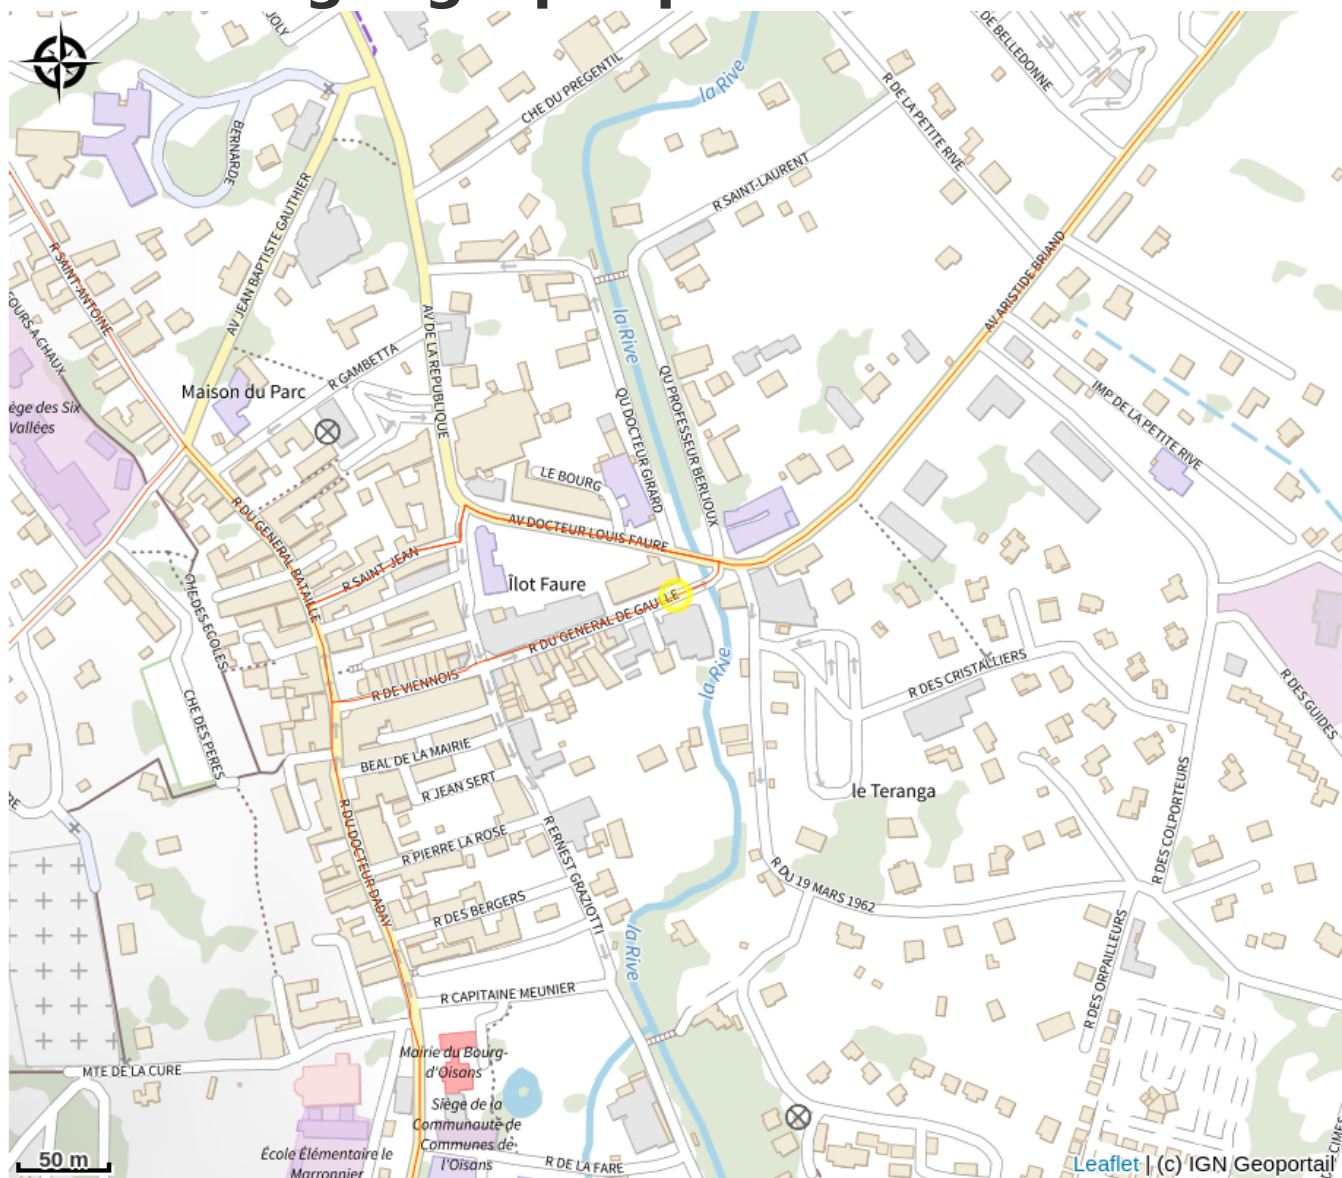 JOLY
DE BELLEDONNE
la Rive
CHE DU PREGENTIL
R DE LA PETITE RIVE
BERNARDE
R SAINT-LAURENT
AV JEAN BAPTISTE GAUTHIER
R SAINT-ANTOINE
AV ARISTIDE BRIAND
OURS A CHAUX
AV DE LA REPUBLIQUE
la Rive
R GAMBETTA
Maison du Parc
QU PROFESSEUR BERLIOUX
QU DOCTEUR GIRARD
IMP DE LA PETITE RIVE
ège des Six
Vallées
LE BOURG
R DU GENERAL BATAILLE
AV DOCTEUR LOUIS FAURE
R SAINT JEAN
Îlot Faure
CHE DES ECOLES
R DU GENERAL DE GAULLE
R DE VIENNOIS
la Rive
R DES CRISTALLIERS
R DES GUIDES
CHE DES PERES
BEAL DE LA MAIRIE
R JEAN SERT
le Teranga
R DES COLPORTEURS
RE
R DU DOCTEUR DADAY
R PIERRE LA ROSE
R ERNEST GRAZIOTTI
R DU 19 MARS 1962
R DES BERGERS
la Rive
R DES ORPAILLEURS
R CAPITAINE MEUNIER
Mairie du Bourg-
d'Oisans
MTE DE LA CURE
Siège de la
Communauté de
Communes de
l'Oisans
École Élémentaire le
Marronnier
R DE LA FARE
CIMES
50 m
Leaflet | (c) IGN Geoportail